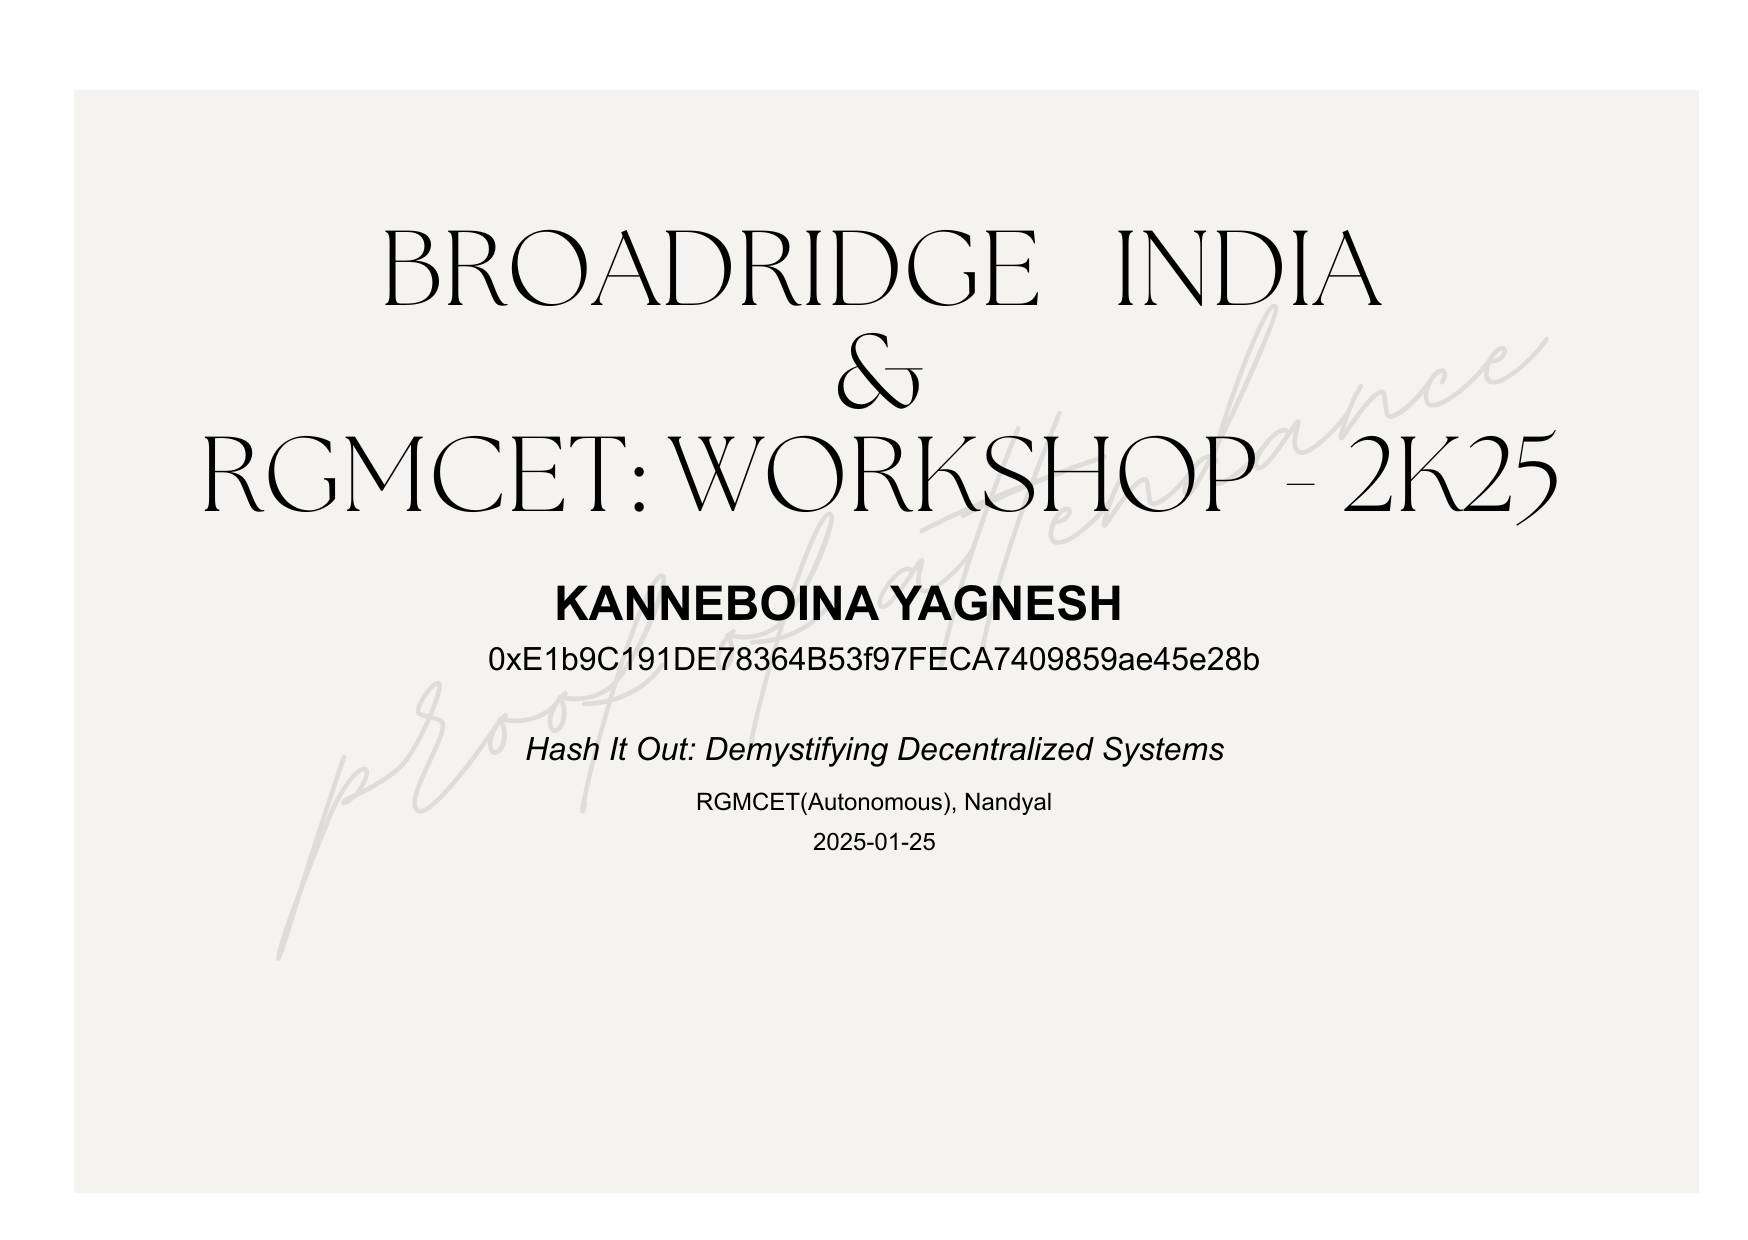 BROADRIDGE INDIA
&
RGMCET: WORKSHOP - 2K25
proof of attendance
KANNEBOINA YAGNESH
0xE1b9C191DE78364B53f97FECA7409859ae45e28b
Hash It Out: Demystifying Decentralized Systems
RGMCET(Autonomous), Nandyal
2025-01-25